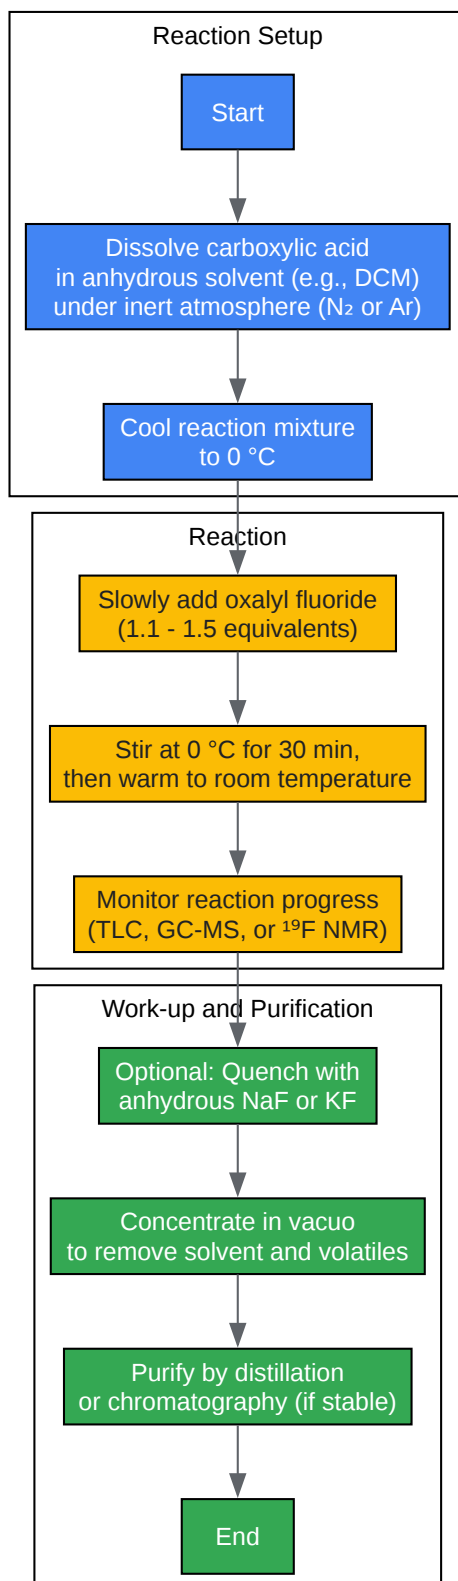 Reaction Setup
Start
Dissolve carboxylic acid
in anhydrous solvent (e.g., DCM)
under inert atmosphere (N₂ or Ar)
Cool reaction mixture
to 0 °C
Reaction
Slowly add oxalyl fluoride
(1.1 - 1.5 equivalents)
Stir at 0 °C for 30 min,
then warm to room temperature
Monitor reaction progress
(TLC, GC-MS, or ¹⁹F NMR)
Work-up and Purification
Optional: Quench with
anhydrous NaF or KF
Concentrate in vacuo
to remove solvent and volatiles
Purify by distillation
or chromatography (if stable)
End